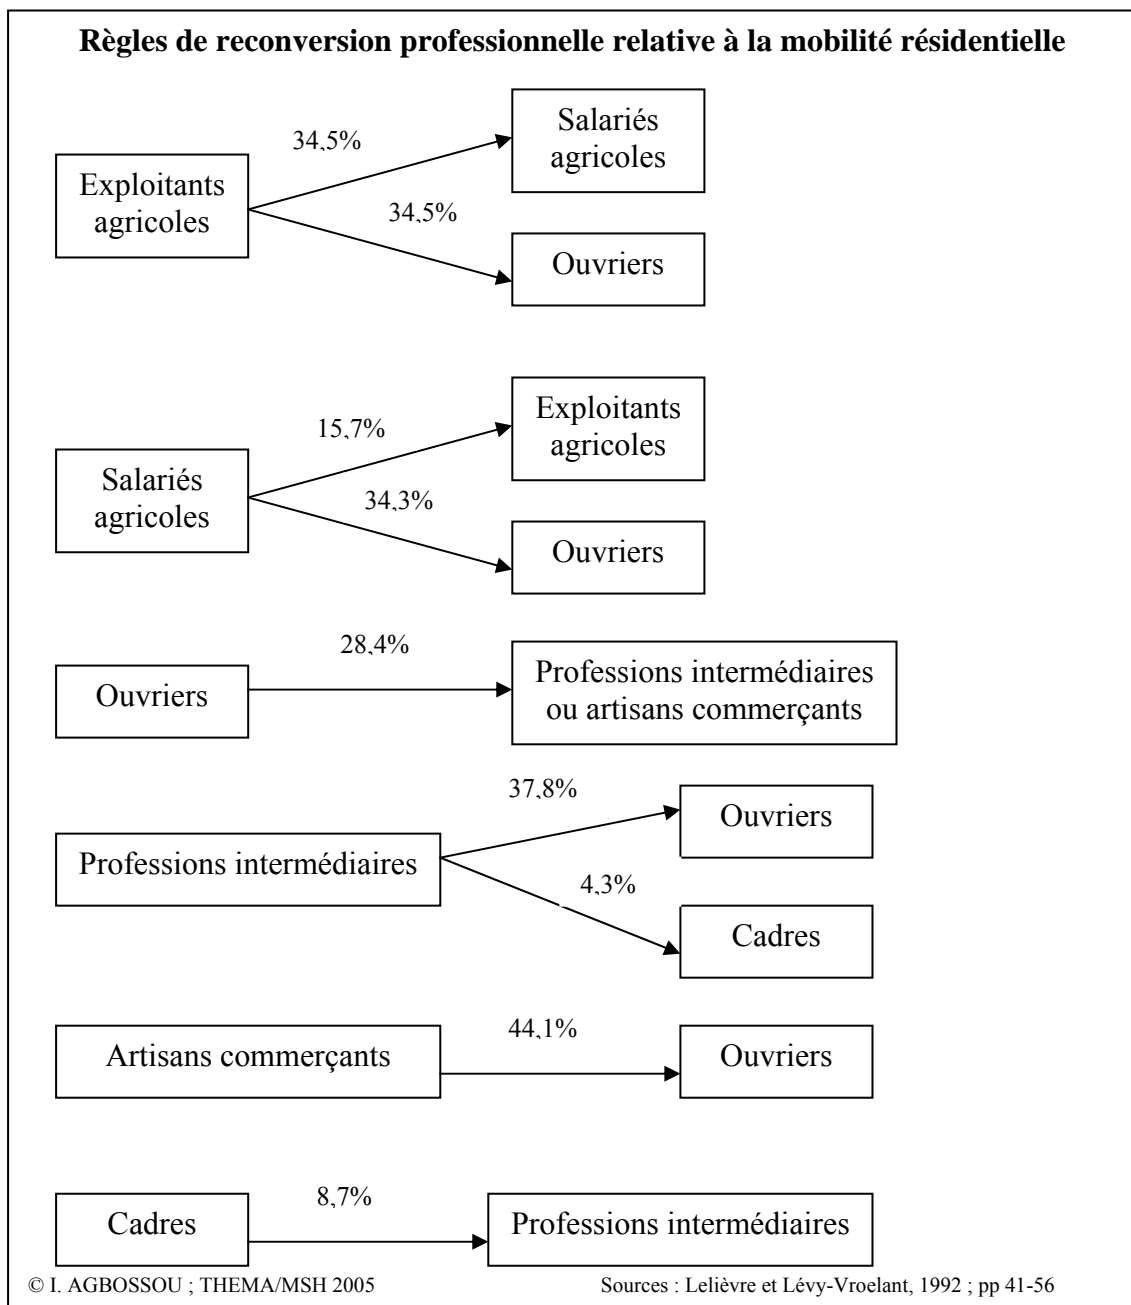 Règles de reconversion professionnelle relative à la mobilité résidentielle
Exploitants
agricoles
34,5%
Salariés
agricoles
34,5%
Ouvriers
Salariés
agricoles
15,7%
Exploitants
agricoles
34,3%
Ouvriers
Ouvriers
28,4%
Professions intermédiaires
ou artisans commerçants
Professions intermédiaires
37,8%
Ouvriers
4,3%
Cadres
Artisans commerçants
44,1%
Ouvriers
Cadres
8,7%
Professions intermédiaires
© I. AGBOSSOU ; THEMA/MSH 2005
Sources : Lelièvre et Lévy-Vroelant, 1992 ; pp 41-56